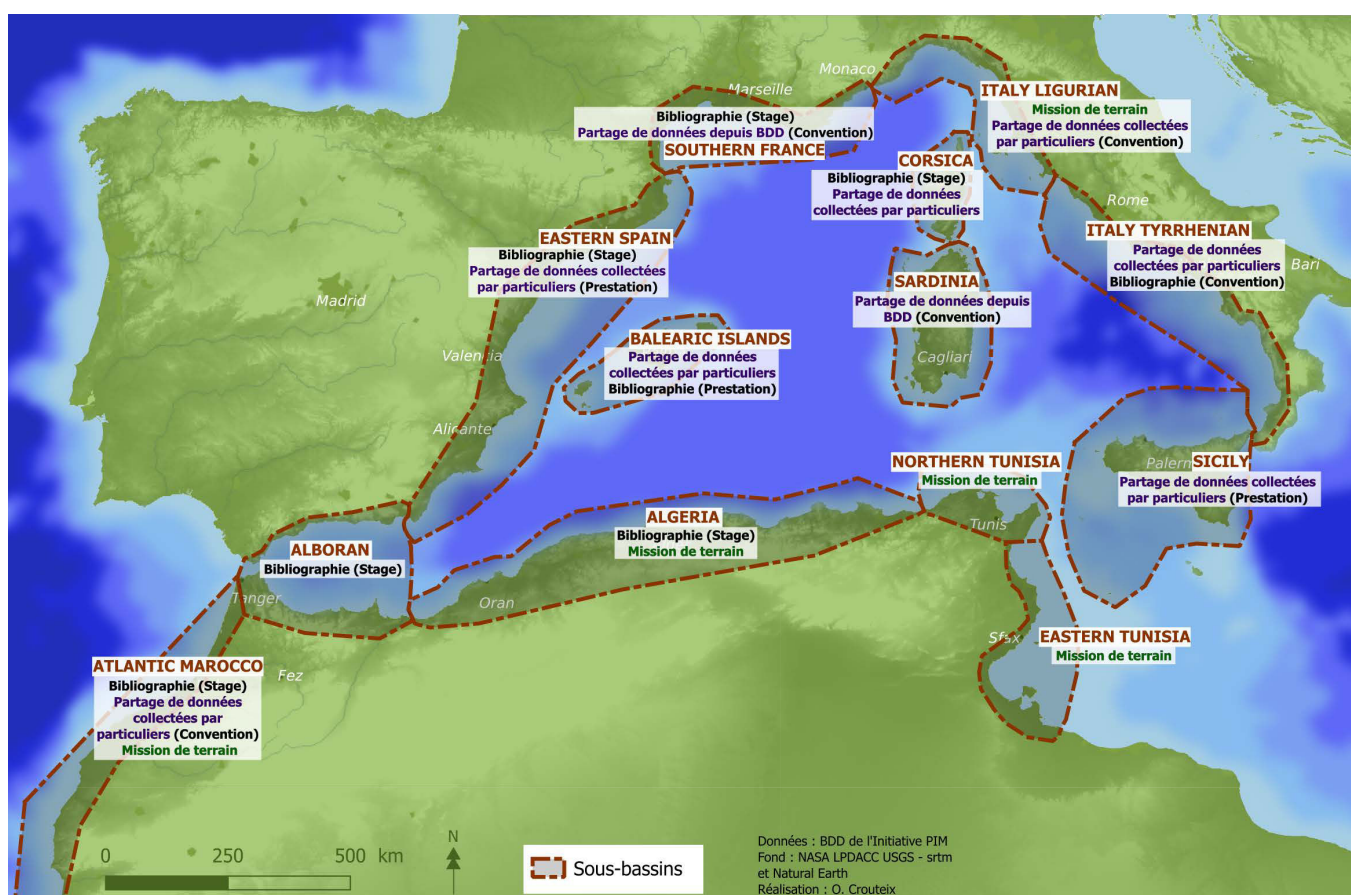 Monaco
Marseille
ITALY LIGURIAN
Mission de terrain
Partage de données collectées
par particuliers (Convention)
Bibliographie (Stage)
Partage de données depuis BDD (Convention)
SOUTHERN FRANCE
CORSICA
Bibliographie (Stage)
Partage de données
collectées par particuliers
Rome
ITALY TYRRHENIAN
Partage de données
collectées par particuliers
Bibliographie (Convention)
Bari
EASTERN SPAIN
Bibliographie (Stage)
Partage de données collectées
par particuliers (Prestation)
Madrid
SARDINIA
Partage de données depuis
BDD (Convention)
Cagliari
Valencia
BALEARIC ISLANDS
Partage de données
collectées par particuliers
Bibliographie (Prestation)
Alicante
NORTHERN TUNISIA
Mission de terrain
Tunis
SICILY
Partage de données collectées
par particuliers (Prestation)
ALGERIA
Bibliographie (Stage)
Mission de terrain
ALBORAN
Bibliographie (Stage)
Tanger
Oran
Sfax
EASTERN TUNISIA
Mission de terrain
ATLANTIC MAROCCO
Bibliographie (Stage)
Partage de données
collectées par
particuliers (Convention)
Mission de terrain
Fez
0 250 500 km
N
Sous-bassins
Données : BDD de l'Initiative PIM
Fond : NASA LPDACC USGS - srtm
et Natural Earth
Réalisation : O. Crouteix